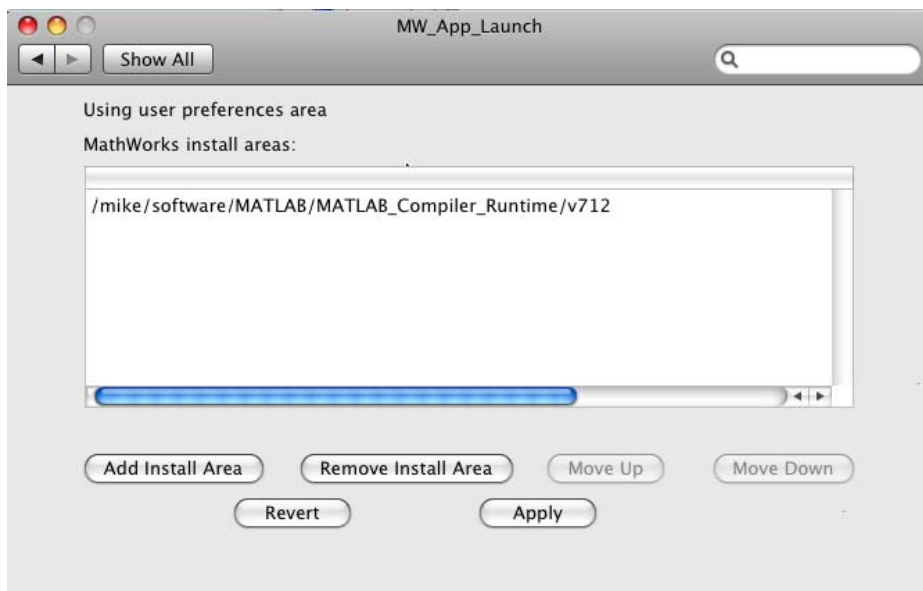 MW_App_Launch
Show All
Using user preferences area
MathWorks install areas:
/mike/software/MATLAB/MATLAB_Compiler_Runtime/v712
Add Install Area Remove Install Area Move Up Move Down
Revert Apply